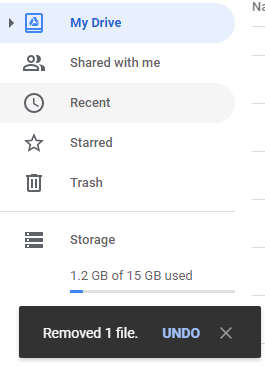 Na
My Drive
Shared with me
Recent
Starred
Trash
Storage
1.2 GB of 15 GB used
Removed 1 file. UNDO